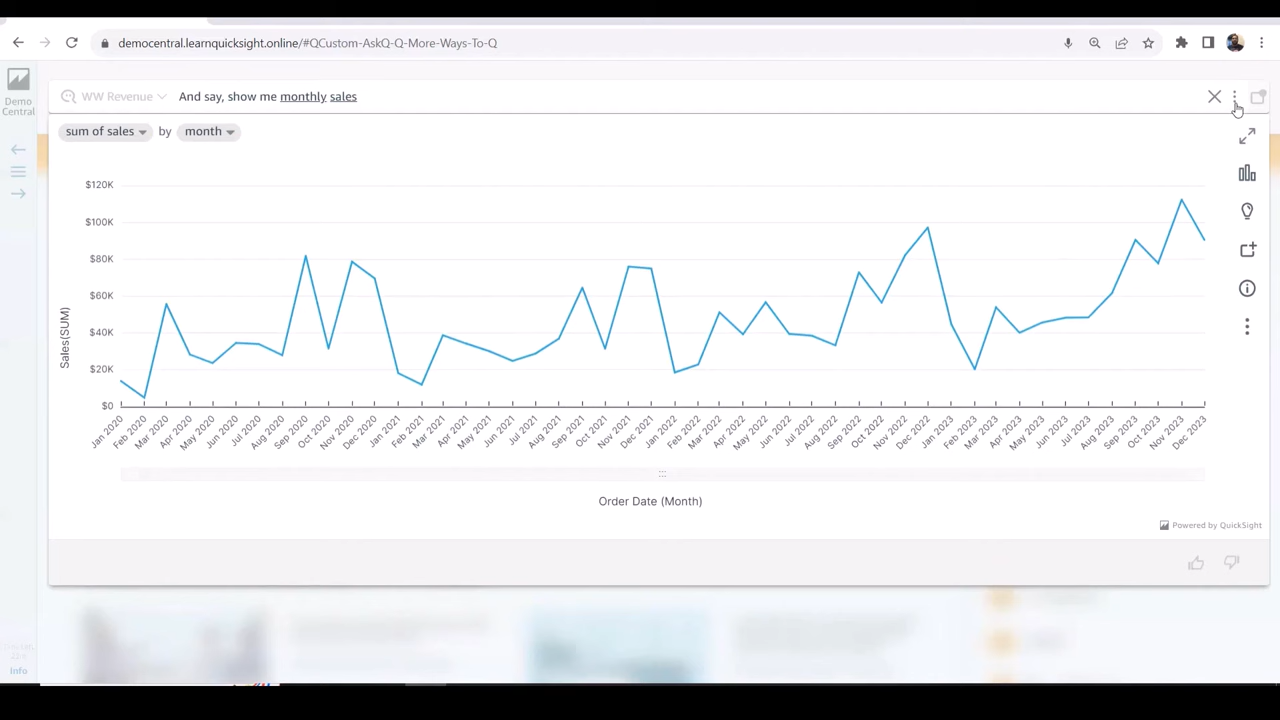 democentral.learnquicksight.online/#QCustom-AskQ-Q-More-Ways-To-Q
Demo
Central
WW Revenue
And say, show me monthly sales
sum of sales by month
$120K
$100K
$80K
$60K
$40K
$20K
$0
Sales(SUM)
Jan 2020
Feb 2020
Mar 2020
Apr 2020
May 2020
Jun 2020
Jul 2020
Aug 2020
Sep 2020
Oct 2020
Nov 2020
Dec 2020
Jan 2021
Feb 2021
Mar 2021
Apr 2021
May 2021
Jun 2021
Jul 2021
Aug 2021
Sep 2021
Oct 2021
Nov 2021
Dec 2021
Jan 2022
Feb 2022
Mar 2022
Apr 2022
May 2022
Jun 2022
Jul 2022
Aug 2022
Sep 2022
Oct 2022
Nov 2022
Dec 2022
Jan 2023
Feb 2023
Mar 2023
Apr 2023
May 2023
Jun 2023
Jul 2023
Aug 2023
Sep 2023
Oct 2023
Nov 2023
Dec 2023
Order Date (Month)
Powered by QuickSight
Info